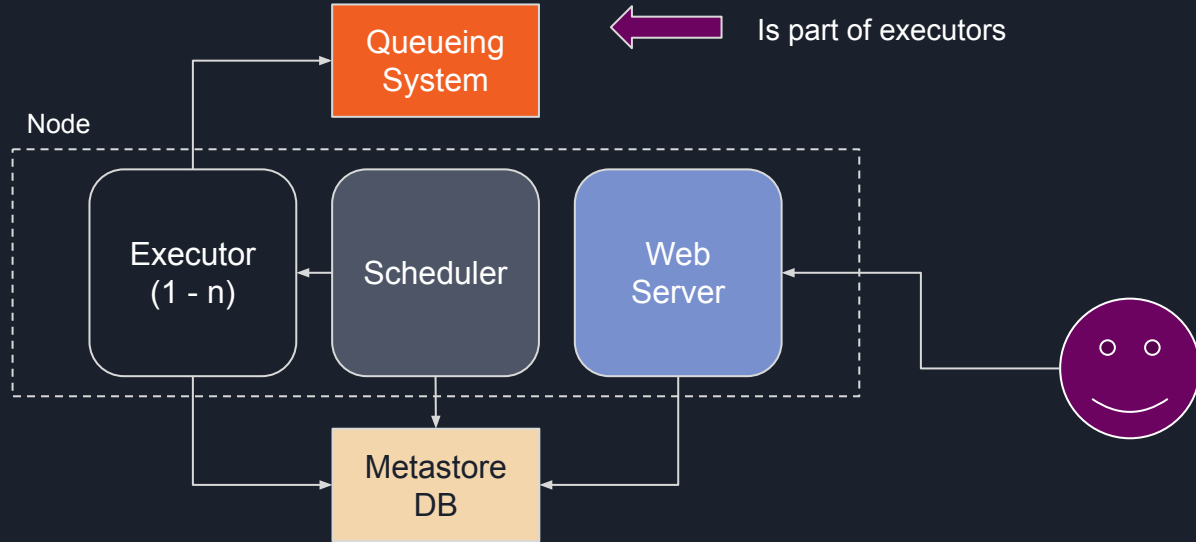 Queueing
System
Is part of executors
Node
Executor
(1 - n)
Scheduler
Web
Server
Metastore
DB